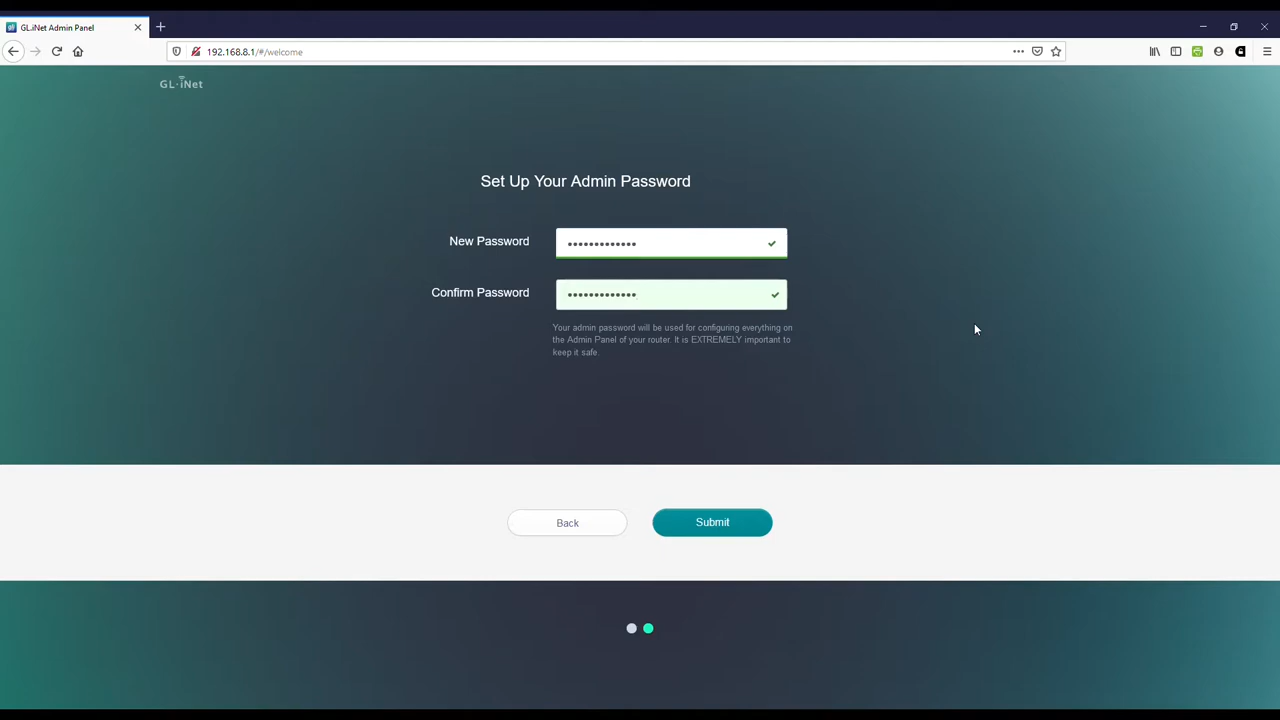 GL.iNet Admin Panel
192.168.8.1/#/welcome
GL·iNet
Set Up Your Admin Password
New Password
•••••••••••••
Confirm Password
•••••••••••••
Your admin password will be used for configuring everything on
the Admin Panel of your router. It is EXTREMELY important to
keep it safe.
Back
Submit